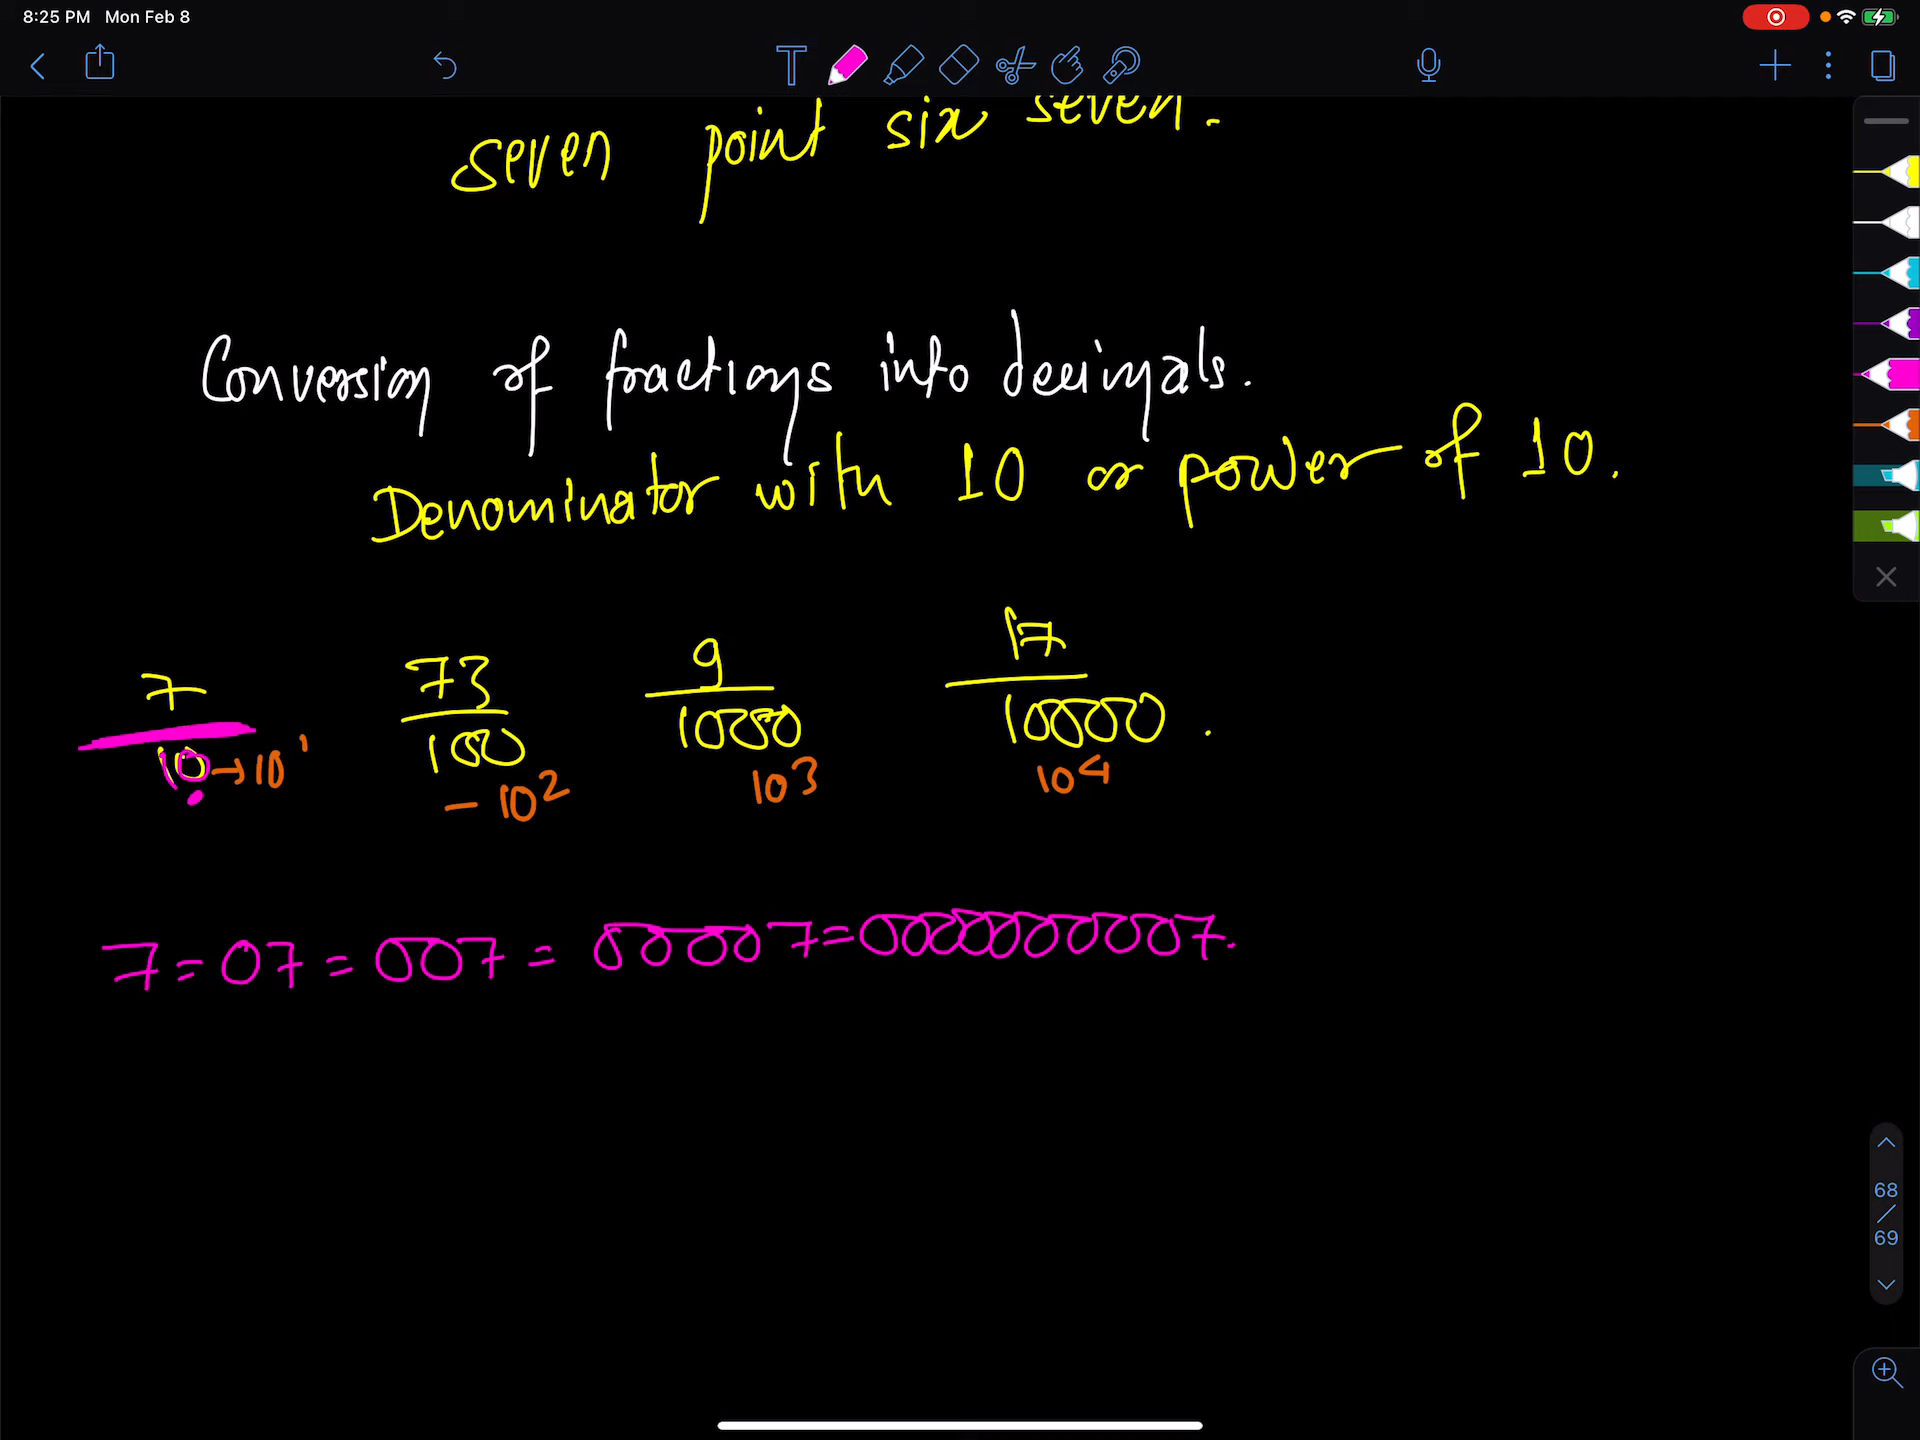 8:25 PM Mon Feb 8
seven point six seven.
Conversion of fractions into decimals.
Denominator with 10 or power of 10.
7/10 → 10¹ 73/100 - 10² 9/1000 10³ 17/10000 . 10⁴
7 = 07 = 007 = 00007 = 0000000007.
68
/
69